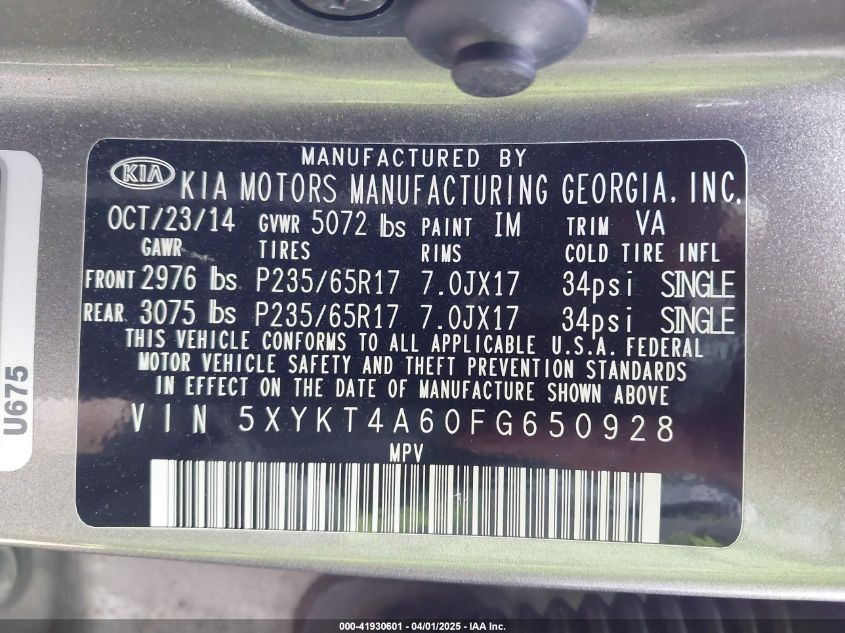 MANUFACTURED BY
KIA KIA MOTORS MANUFACTURING GEORGIA, INC.
OCT/23/14 GVWR 5072 lbs PAINT IM TRIM VA
GAWR TIRES RIMS COLD TIRE INFL
FRONT 2976 lbs P235/65R17 7.0JX17 34psi SINGLE
REAR 3075 lbs P235/65R17 7.0JX17 34psi SINGLE
THIS VEHICLE CONFORMS TO ALL APPLICABLE U.S.A. FEDERAL
MOTOR VEHICLE SAFETY AND THEFT PREVENTION STANDARDS
IN EFFECT ON THE DATE OF MANUFACTURE SHOWN ABOVE
VIN 5XYKT4A60FG650928
MPV
U675
000-41930601 - 04/01/2025 - IAA Inc.